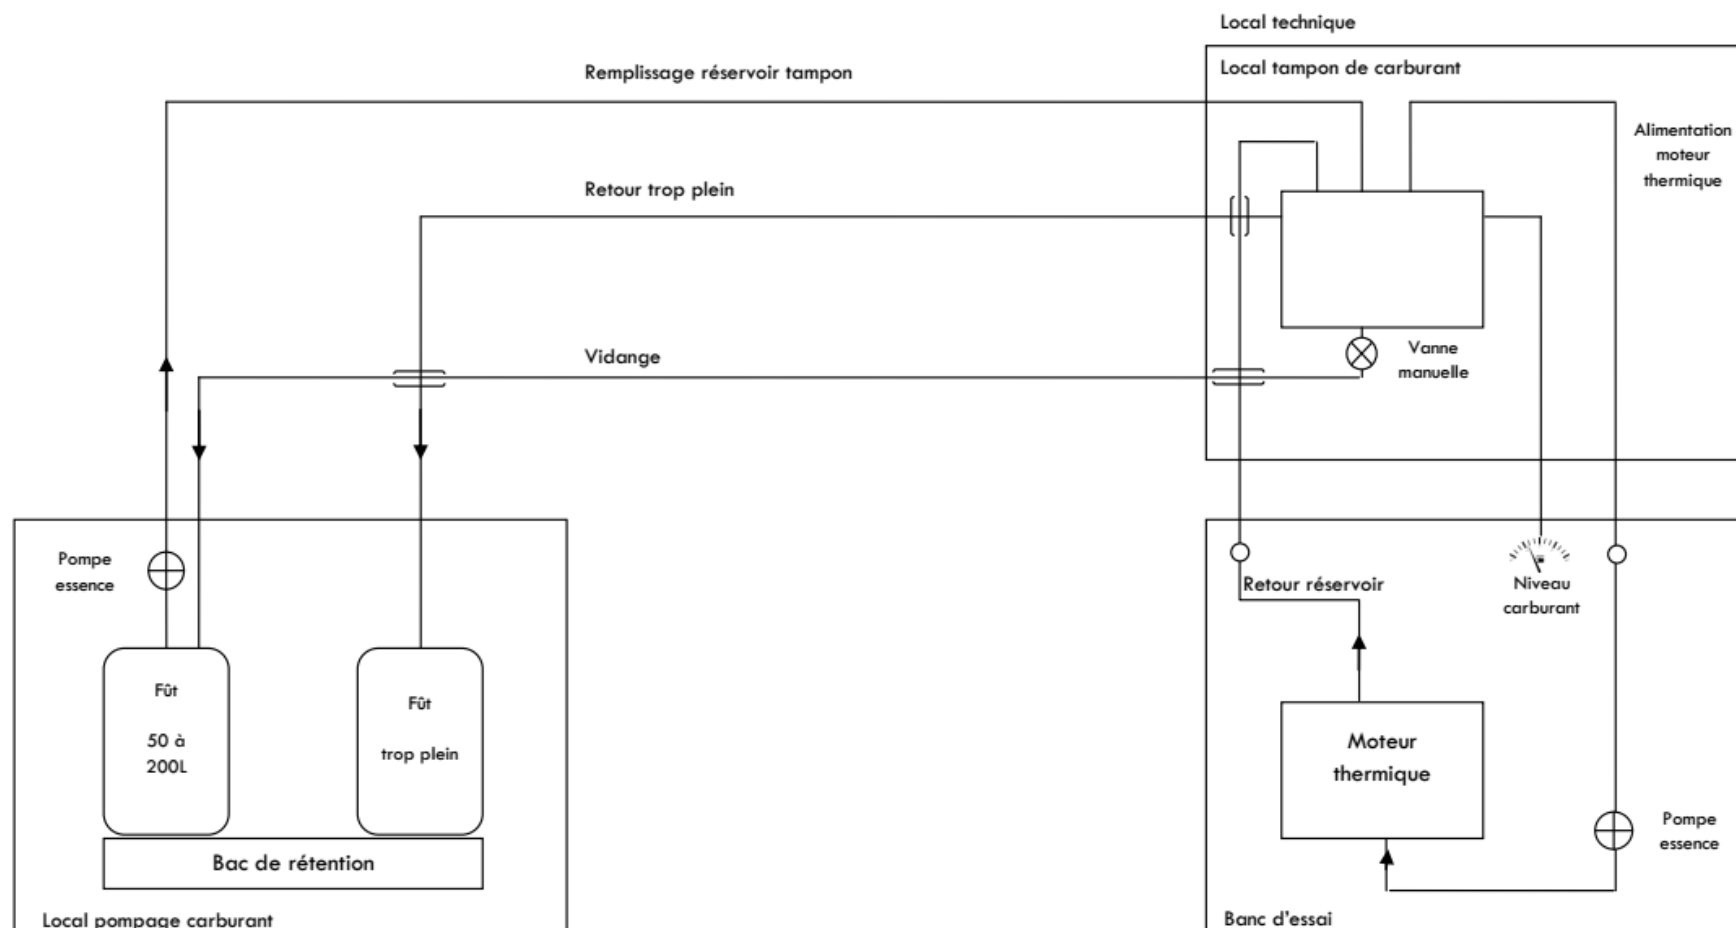 Local technique
Local tampon de carburant
Remplissage réservoir tampon
Alimentation
moteur
thermique
Retour trop plein
Vanne
manuelle
Vidange
Pompe
essence
Retour réservoir
Niveau
carburant
Fût
50 à
200L
Fût
trop plein
Moteur
thermique
Pompe
essence
Bac de rétention
Local pompage carburant
Banc d'essai